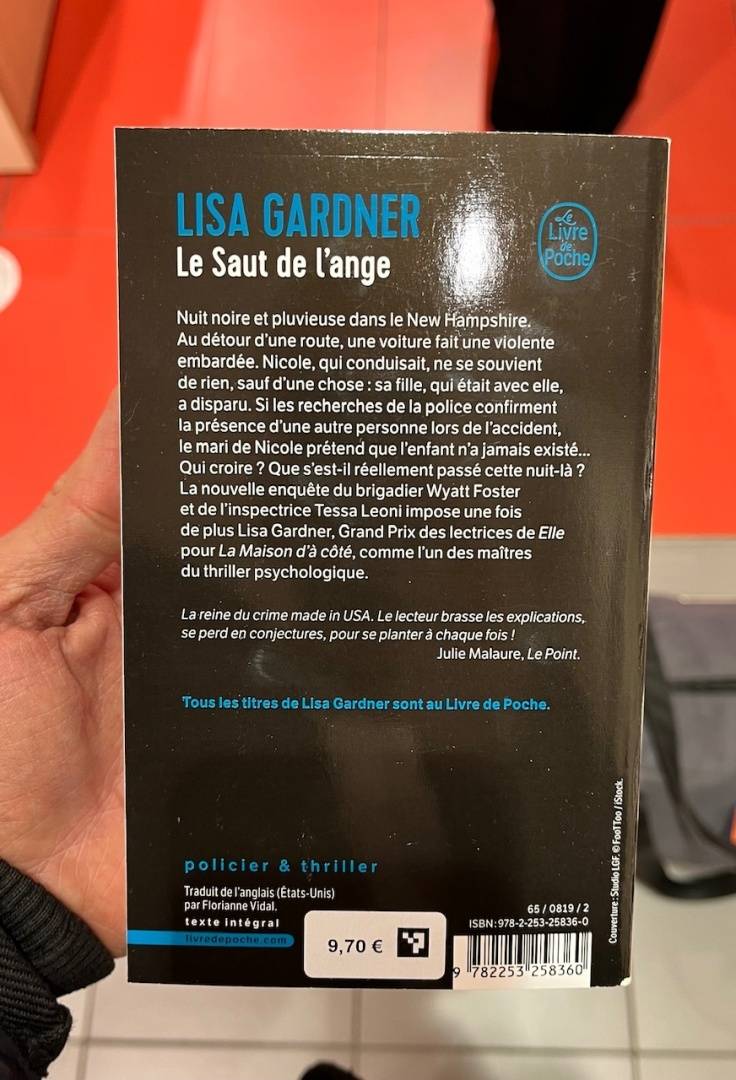 LISA GARDNER
Le Saut de l'ange
Le
Livre
de
Poche
Nuit noire et pluvieuse dans le New Hampshire.
Au détour d'une route, une voiture fait une violente
embardée. Nicole, qui conduisait, ne se souvient
de rien, sauf d'une chose : sa fille, qui était avec elle,
a disparu. Si les recherches de la police confirment
la présence d'une autre personne lors de l'accident,
le mari de Nicole prétend que l'enfant n'a jamais existé...
Qui croire ? Que s'est-il réellement passé cette nuit-là ?
La nouvelle enquête du brigadier Wyatt Foster
et de l'inspectrice Tessa Leoni impose une fois
de plus Lisa Gardner, Grand Prix des lectrices de Elle
pour La Maison d'à côté, comme l'un des maîtres
du thriller psychologique.
La reine du crime made in USA. Le lecteur brasse les explications,
se perd en conjectures, pour se planter à chaque fois !
Julie Malaure, Le Point.
Tous les titres de Lisa Gardner sont au Livre de Poche.
policier & thriller
Traduit de l'anglais (États-Unis)
par Florianne Vidal.
texte intégral
livredepoche.com
9,70 €
65 / 0819 / 2
ISBN : 978-2-253-25836-0
9 782253 258360
Couverture : Studio LGF. © FooTToo / iStock.